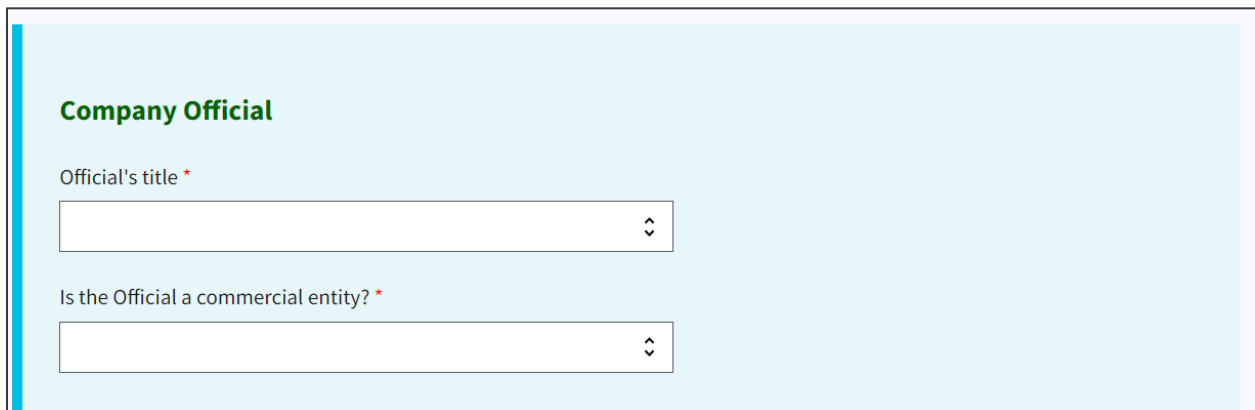 Company Official
Official's title *
Is the Official a commercial entity? *